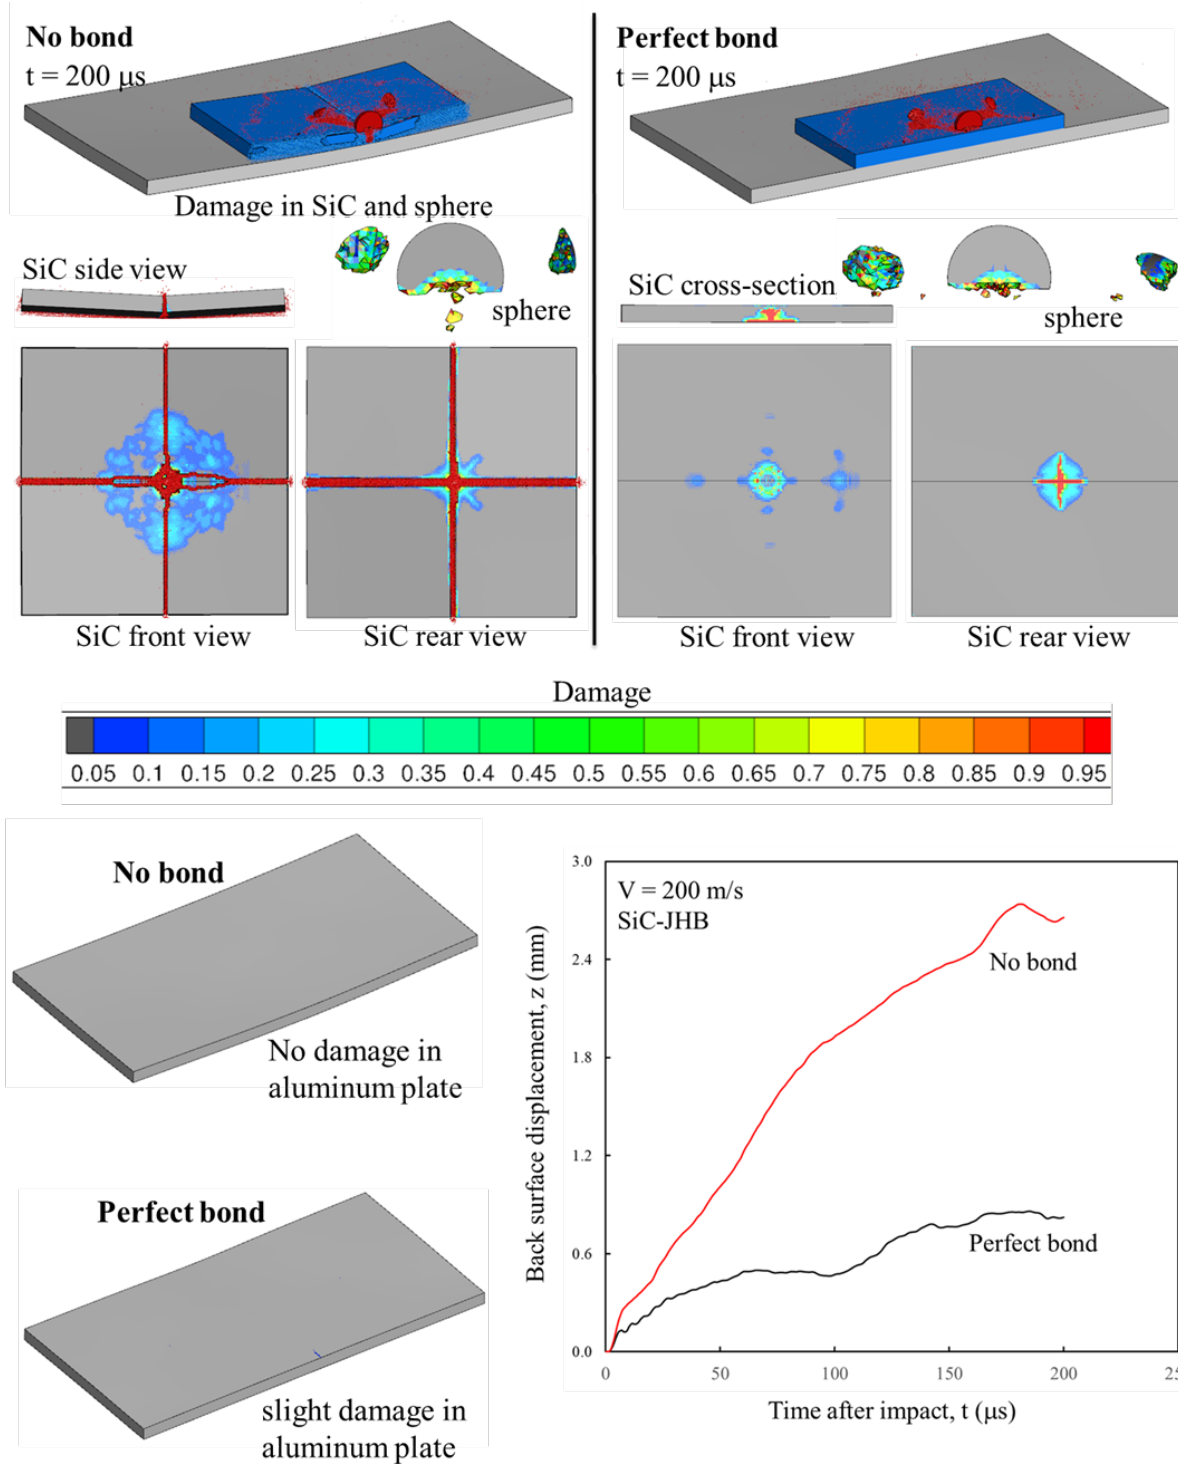 No bond
t = 200 μs
Perfect bond
t = 200 μs
Damage in SiC and sphere
SiC side view
sphere
SiC cross-section
sphere
SiC front view
SiC rear view
SiC front view
SiC rear view
Damage
0.05 0.1 0.15 0.2 0.25 0.3 0.35 0.4 0.45 0.5 0.55 0.6 0.65 0.7 0.75 0.8 0.85 0.9 0.95
No bond
No damage in
aluminum plate
Perfect bond
slight damage in
aluminum plate
V = 200 m/s
SiC-JHB
No bond
Perfect bond
Back surface displacement, z (mm)
3.0
2.4
1.8
1.2
0.6
0.0
0 50 100 150 200 25
Time after impact, t (μs)